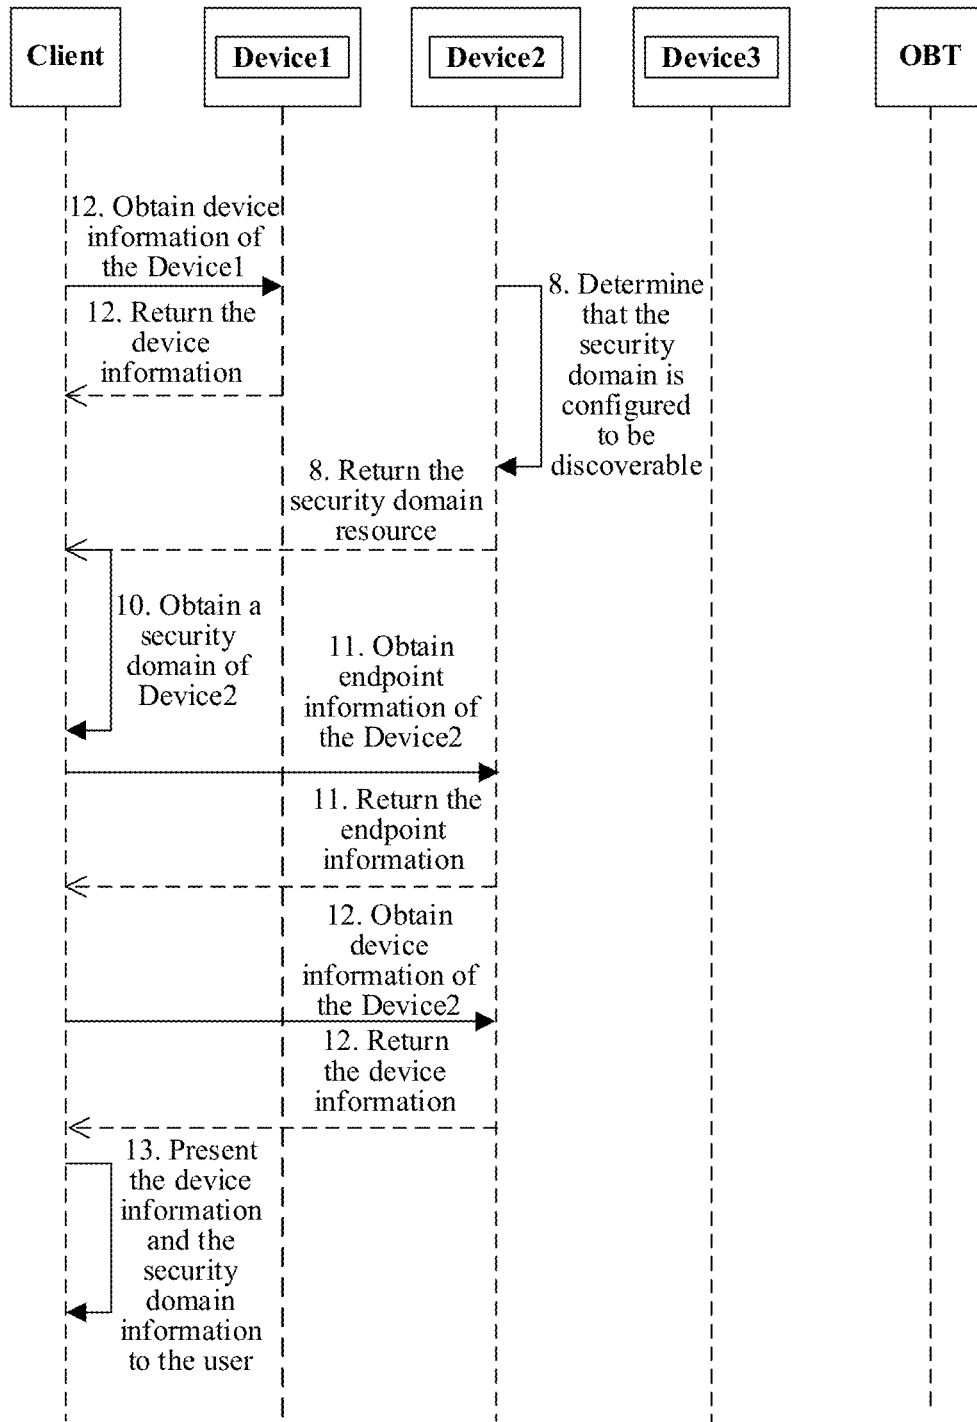 Client
Device1
Device2
Device3
OBT
12. Obtain device
information of
the Device1
12. Return the
device
information
8. Determine
that the
security
domain is
configured
to be
discoverable
8. Return the
security domain
resource
10. Obtain a
security
domain of
Device2
11. Obtain
endpoint
information of
the Device2
11. Return the
endpoint
information
12. Obtain
device
information of
the Device2
12. Return
the device
information
13. Present
the device
information
and the
security
domain
information
to the user